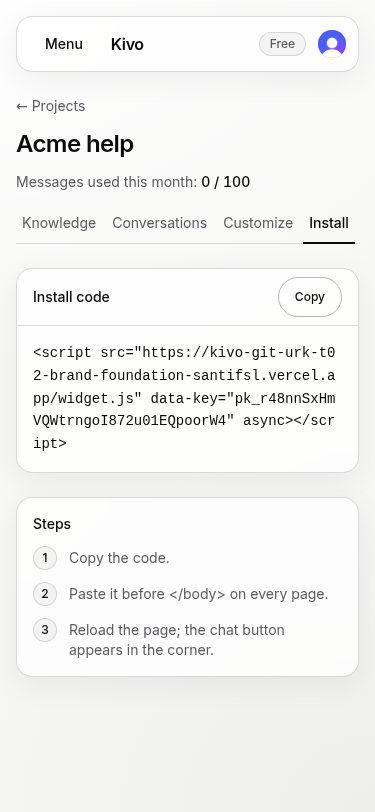 Menu Kivo Free
← Projects
Acme help
Messages used this month: 0 / 100
Knowledge Conversations Customize Install
Install code Copy
<script src="https://kivo-git-urk-t0
2-brand-foundation-santifsl.vercel.a
pp/widget.js" data-key="pk_r48nnSxHm
VQWtrngoI872u01EQpoorW4" async></scr
ipt>
Steps
1 Copy the code.
2 Paste it before </body> on every page.
3 Reload the page; the chat button
appears in the corner.